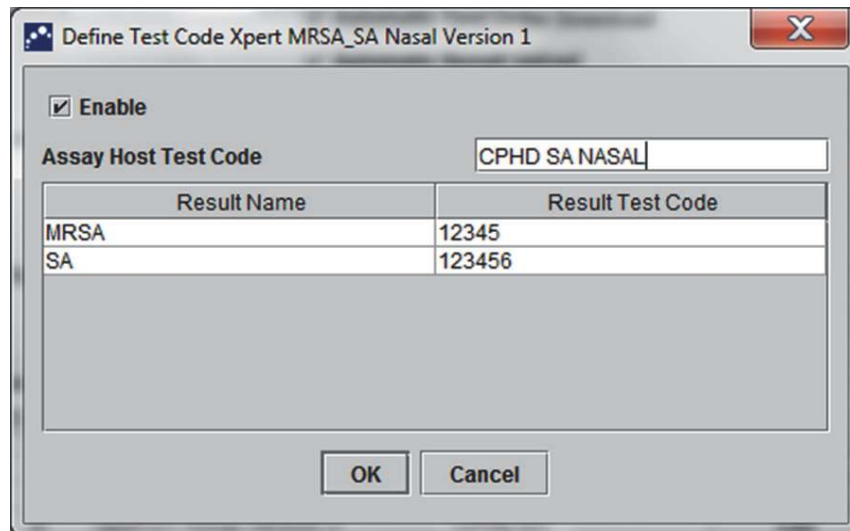 Define Test Code Xpert MRSA_SA Nasal Version 1
Enable
Assay Host Test Code CPHD SA NASAL
Result Name Result Test Code
MRSA 12345
SA 123456
OK Cancel